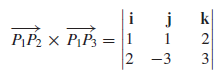 P₁P₂ × P₁P₃ = | i j k |
| 1 1 2 |
| 2 −3 3 |